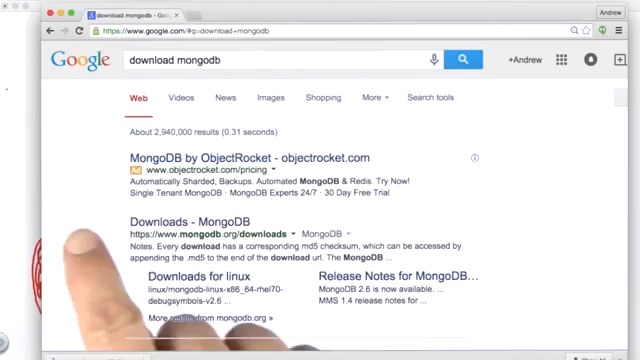 download mongodb - Goo
Andrew
https://www.google.com/#q=download+mongodb
Google
download mongodb
+Andrew
Web Videos News Images Shopping More Search tools
About 2,940,000 results (0.31 seconds)
MongoDB by ObjectRocket - objectrocket.com
Ad www.objectrocket.com/pricing
Automatically Sharded, Backups. Automated MongoDB & Redis. Try Now!
Single Tenant MongoDB - MongoDB Experts 24/7 - 30 Day Free Trial
Downloads - MongoDB
https://www.mongodb.org/downloads MongoDB
Notes. Every download has a corresponding md5 checksum, which can be accessed by
appending the .md5 to the end of the download url. The MongoDB ...
Downloads for linux
linux/mongodb-linux-x86_64-rhel70-
debugsymbols-v2.6 ...
Release Notes for MongoDB...
MongoDB 2.6 is now available. ...
MMS 1.4 release notes for ...
More results from mongodb.org »
Show All